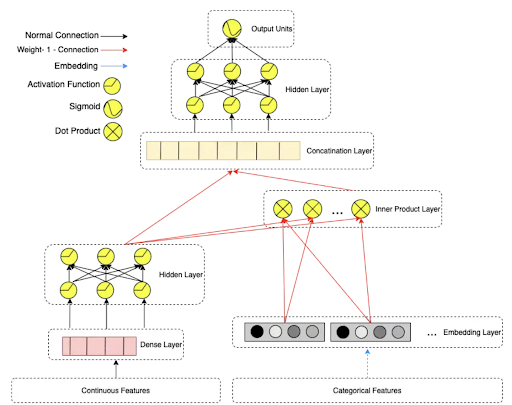 Output Units
Normal Connection
Weight- 1 - Connection
Embedding
Activation Function
Hidden Layer
Sigmoid
Dot Product
Concatination Layer
... Inner Product Layer
Hidden Layer
... Embedding Layer
Dense Layer
Continuous Features
Categorical Features